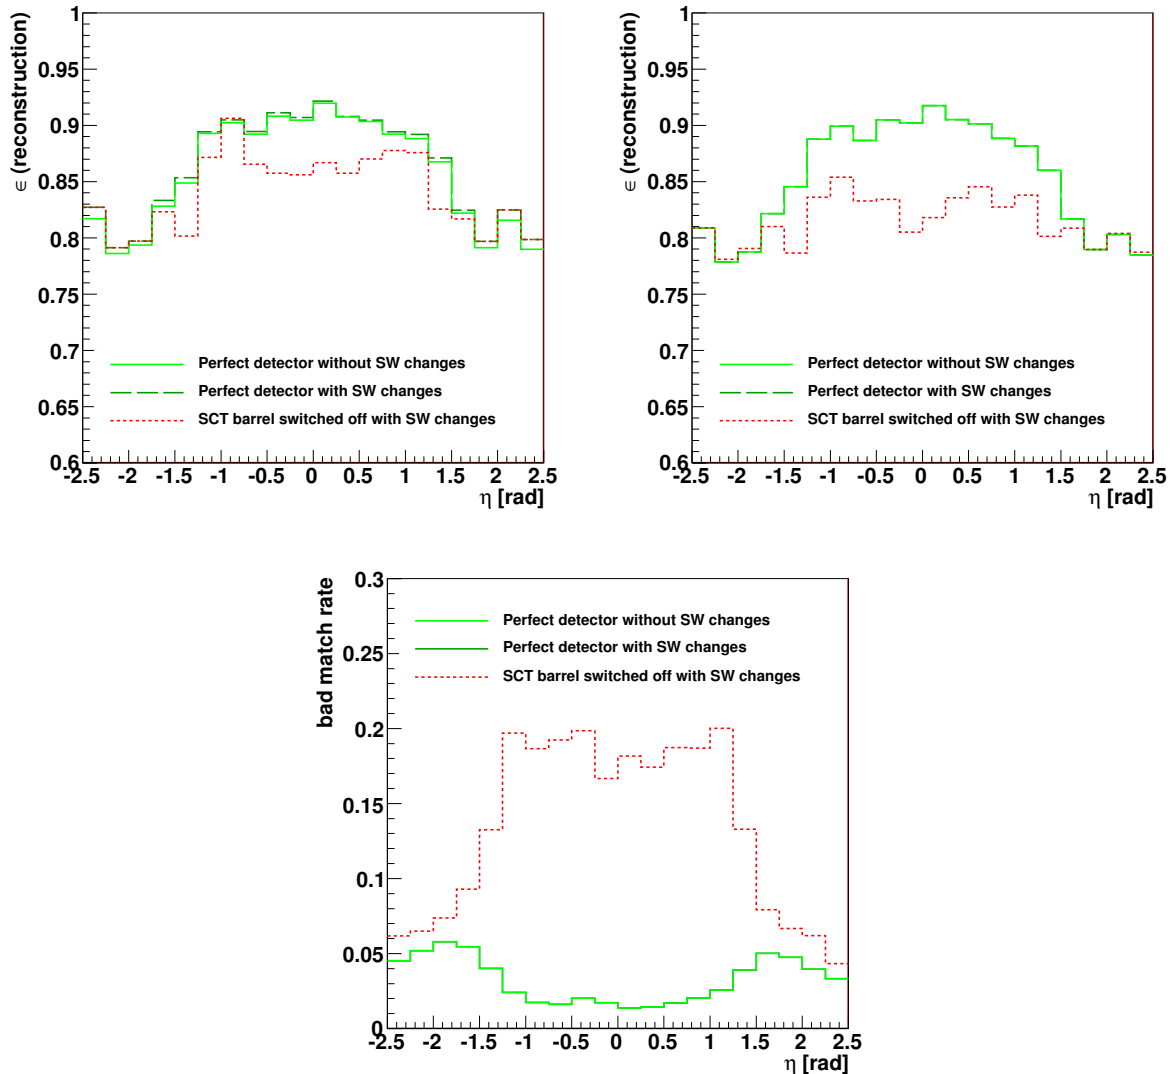 ϵ (reconstruction)
1
0.95
0.9
0.85
0.8
0.75
0.7
0.65
0.6
Perfect detector without SW changes
Perfect detector with SW changes
SCT barrel switched off with SW changes
-2.5 -2 -1.5 -1 -0.5 0 0.5 1 1.5 2 2.5
η [rad]
ϵ (reconstruction)
1
0.95
0.9
0.85
0.8
0.75
0.7
0.65
0.6
Perfect detector without SW changes
Perfect detector with SW changes
SCT barrel switched off with SW changes
-2.5 -2 -1.5 -1 -0.5 0 0.5 1 1.5 2 2.5
η [rad]
bad match rate
0.3
0.25
0.2
0.15
0.1
0.05
0
Perfect detector without SW changes
Perfect detector with SW changes
SCT barrel switched off with SW changes
-2.5 -2 -1.5 -1 -0.5 0 0.5 1 1.5 2 2.5
η [rad]